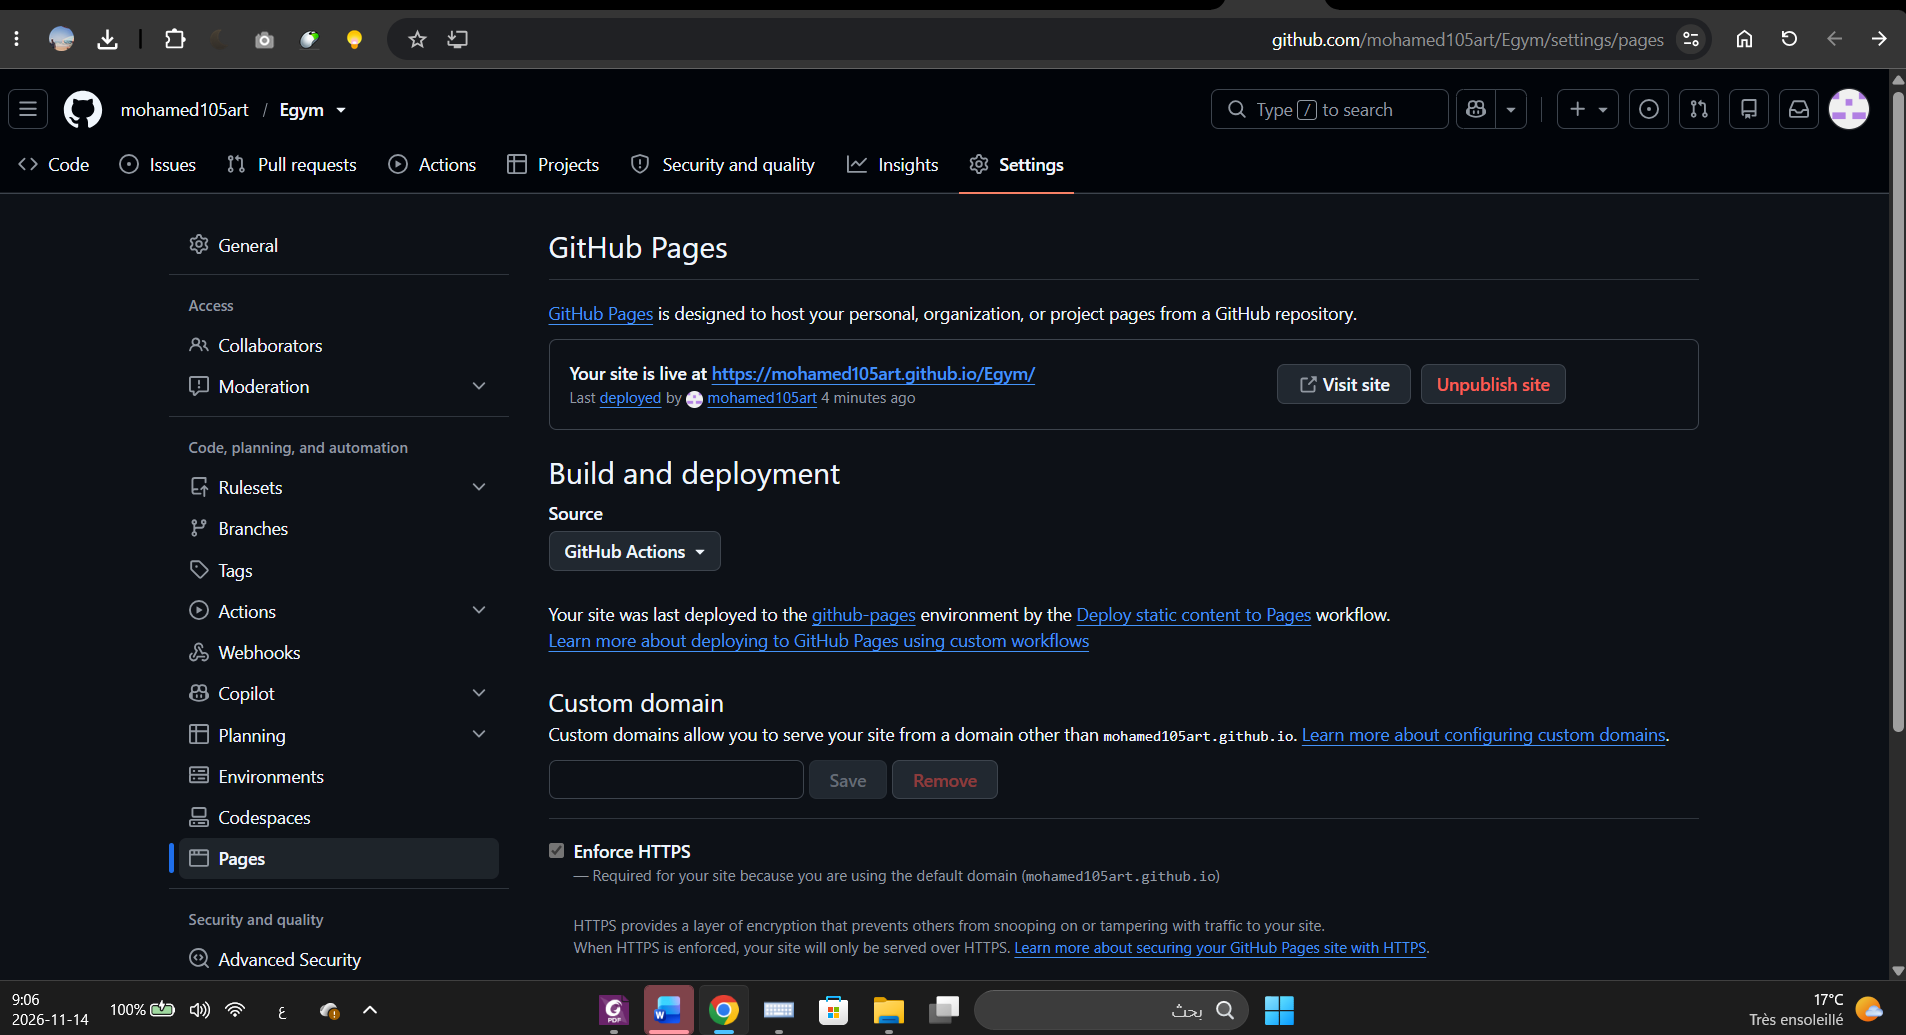 github.com/mohamed105art/Egym/settings/pages
mohamed105art / Egym
Type / to search
Code
Issues
Pull requests
Actions
Projects
Security and quality
Insights
Settings
General
Access
Collaborators
Moderation
Code, planning, and automation
Rulesets
Branches
Tags
Actions
Webhooks
Copilot
Planning
Environments
Codespaces
Pages
Security and quality
Advanced Security
GitHub Pages
GitHub Pages is designed to host your personal, organization, or project pages from a GitHub repository.
Your site is live at https://mohamed105art.github.io/Egym/
Last deployed by mohamed105art 4 minutes ago
Visit site
Unpublish site
Build and deployment
Source
GitHub Actions
Your site was last deployed to the github-pages environment by the Deploy static content to Pages workflow.
Learn more about deploying to GitHub Pages using custom workflows
Custom domain
Custom domains allow you to serve your site from a domain other than mohamed105art.github.io. Learn more about configuring custom domains.
Save
Remove
Enforce HTTPS
— Required for your site because you are using the default domain (mohamed105art.github.io)
HTTPS provides a layer of encryption that prevents others from snooping on or tampering with traffic to your site.
When HTTPS is enforced, your site will only be served over HTTPS. Learn more about securing your GitHub Pages site with HTTPS.
9:06
2026-11-14
100%
ع
PDF
W
بحث
17°C
Très ensoleillé